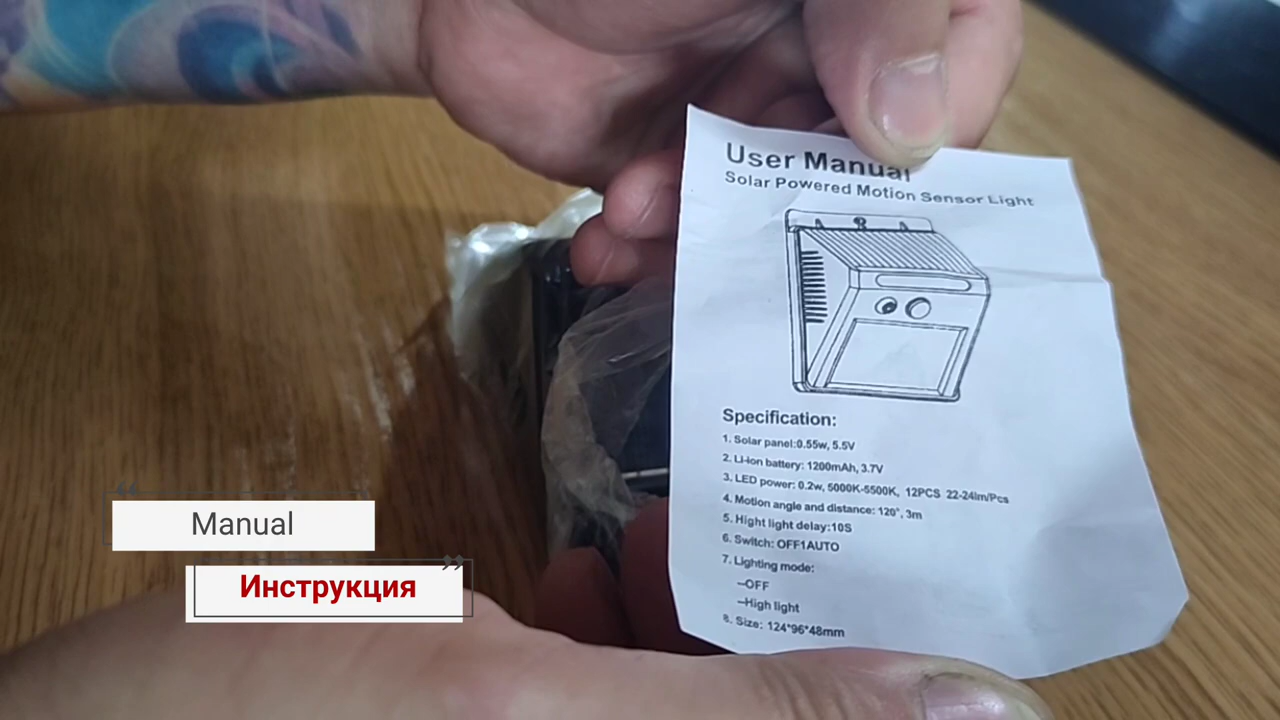 User Manual
Solar Powered Motion Sensor Light
Specification:
1. Solar panel:0.55w, 5.5V
2. Li-ion battery: 1200mAh, 3.7V
3. LED power: 0.2w, 5000K-5500K, 12PCS 22-24lm/Pcs
4. Motion angle and distance: 120°, 3m
5. Hight light delay:10S
6. Switch: OFF1AUTO
7. Lighting mode:
–OFF
–High light
8. Size: 124*96*48mm
“
Manual
”
Инструкция